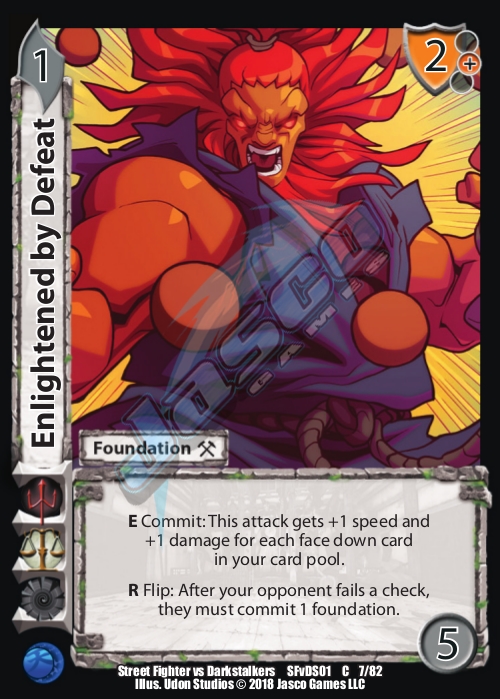 1
2
+
Enlightened by Defeat
Jasco
GAMES
Foundation
E Commit: This attack gets +1 speed and
+1 damage for each face down card
in your card pool.
R Flip: After your opponent fails a check,
they must commit 1 foundation.
5
Street Fighter vs Darkstalkers SFvDS01 C 7/82
Illus. Udon Studios © 2018 Jasco Games LLC